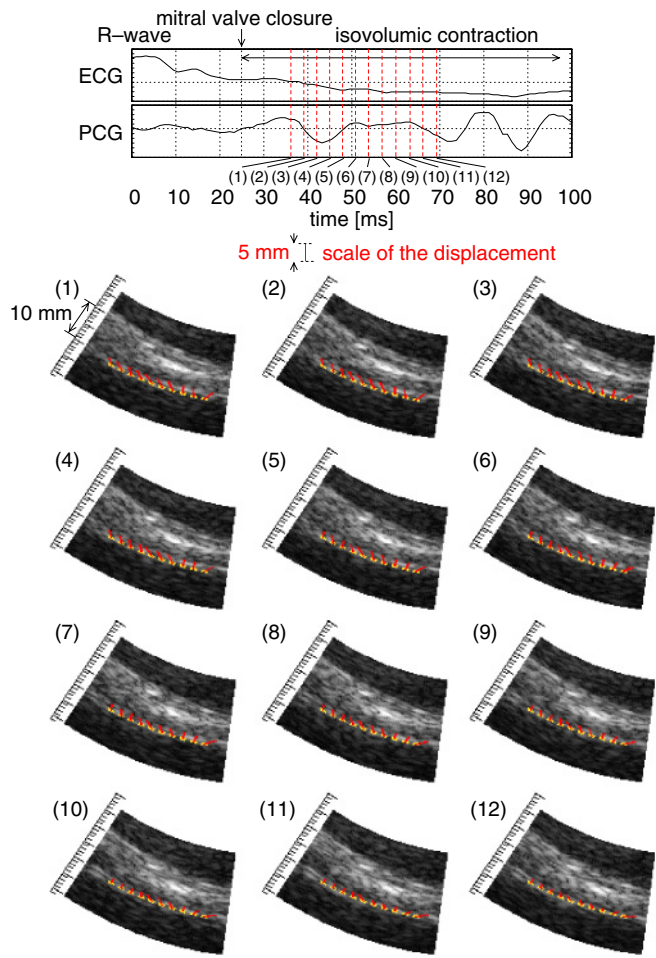 mitral valve closure
R–wave
isovolumic contraction
ECG
PCG
(1) (2) (3) (4) (5) (6) (7) (8) (9) (10) (11) (12)
0 10 20 30 40 50 60 70 80 90 100
time [ms]
5 mm scale of the displacement
(1) (2) (3)
10 mm
(4) (5) (6)
(7) (8) (9)
(10) (11) (12)